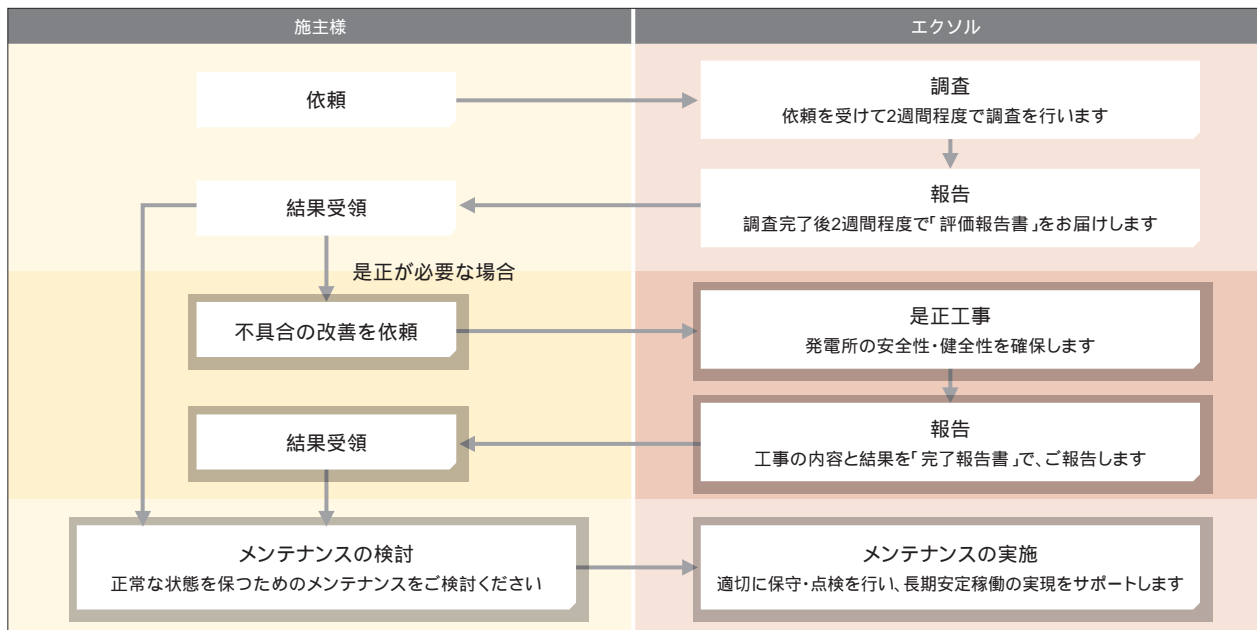 施主様
エクソル
依頼
調査
依頼を受けて2週間程度で調査を行います
結果受領
報告
調査完了後2週間程度で「評価報告書」をお届けします
是正が必要な場合
不具合の改善を依頼
是正工事
発電所の安全性・健全性を確保します
結果受領
報告
工事の内容と結果を「完了報告書」で、ご報告します
メンテナンスの検討
正常な状態を保つためのメンテナンスをご検討ください
メンテナンスの実施
適切に保守・点検を行い、長期安定稼働の実現をサポートします